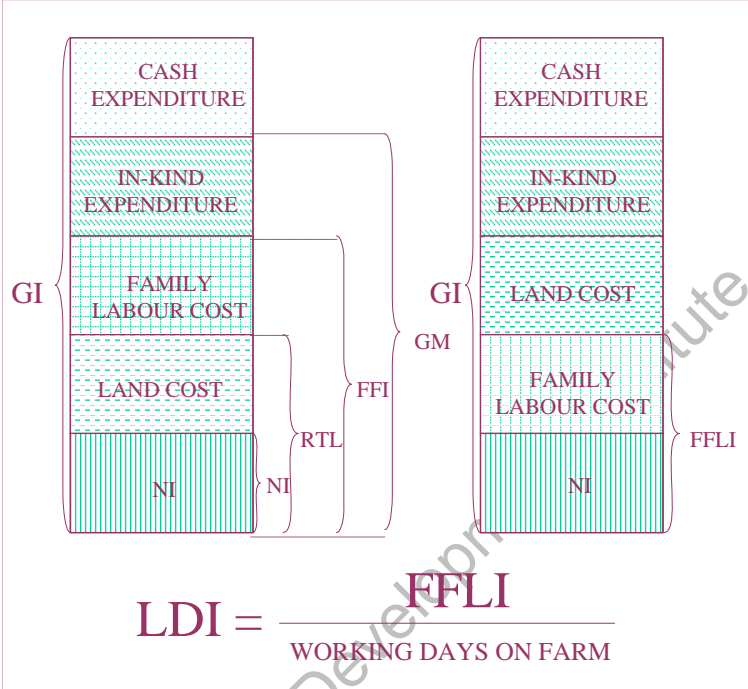 CASH
EXPENDITURE
IN-KIND
EXPENDITURE
FAMILY
LABOUR COST
LAND COST
NI
GI
NI
RTL
FFI
GM
CASH
EXPENDITURE
IN-KIND
EXPENDITURE
LAND COST
FAMILY
LABOUR COST
NI
GI
FFLI
LDI = FFLI
WORKING DAYS ON FARM